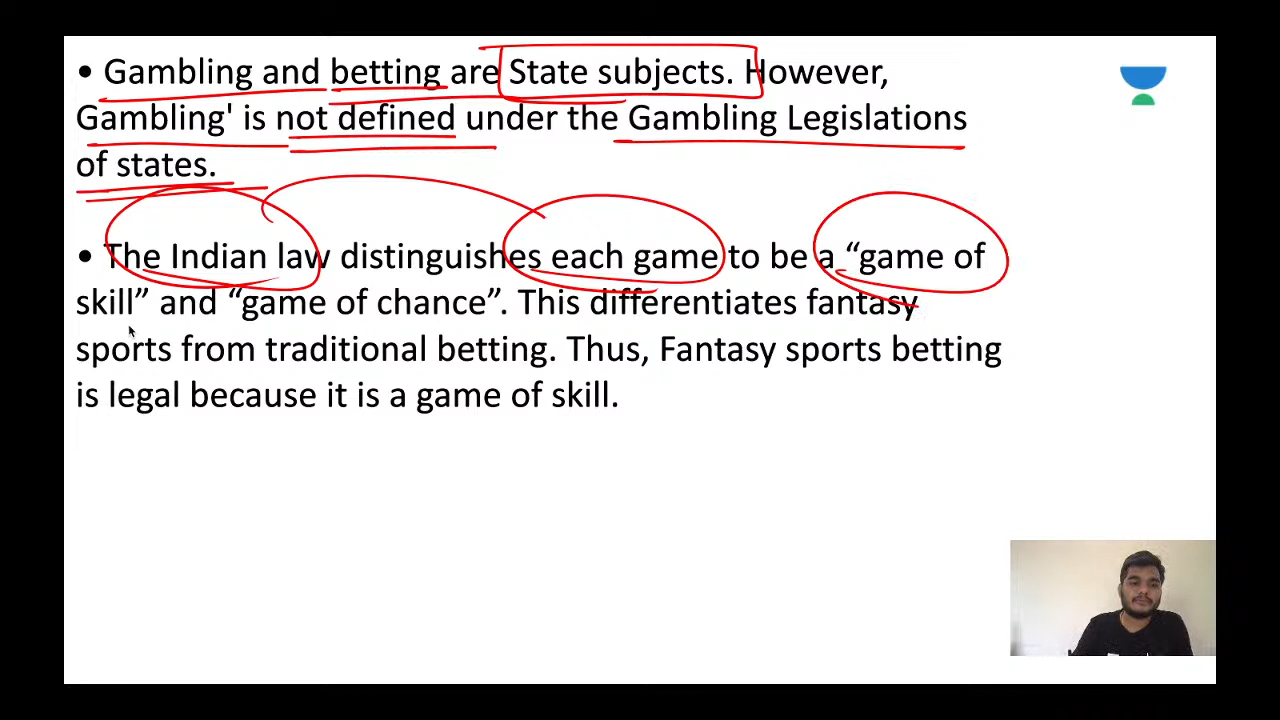 • Gambling and betting are State subjects. However,
Gambling' is not defined under the Gambling Legislations
of states.
• The Indian law distinguishes each game to be a “game of
skill” and “game of chance”. This differentiates fantasy
sports from traditional betting. Thus, Fantasy sports betting
is legal because it is a game of skill.